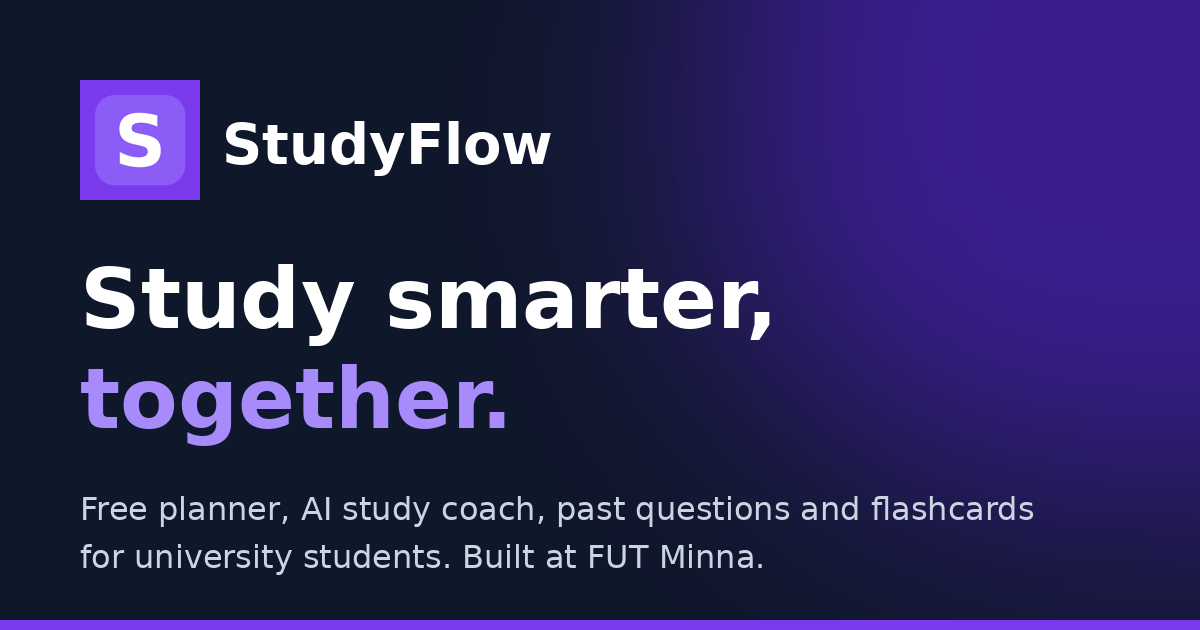 S
StudyFlow
Study smarter,
together.
Free planner, AI study coach, past questions and flashcards
for university students. Built at FUT Minna.